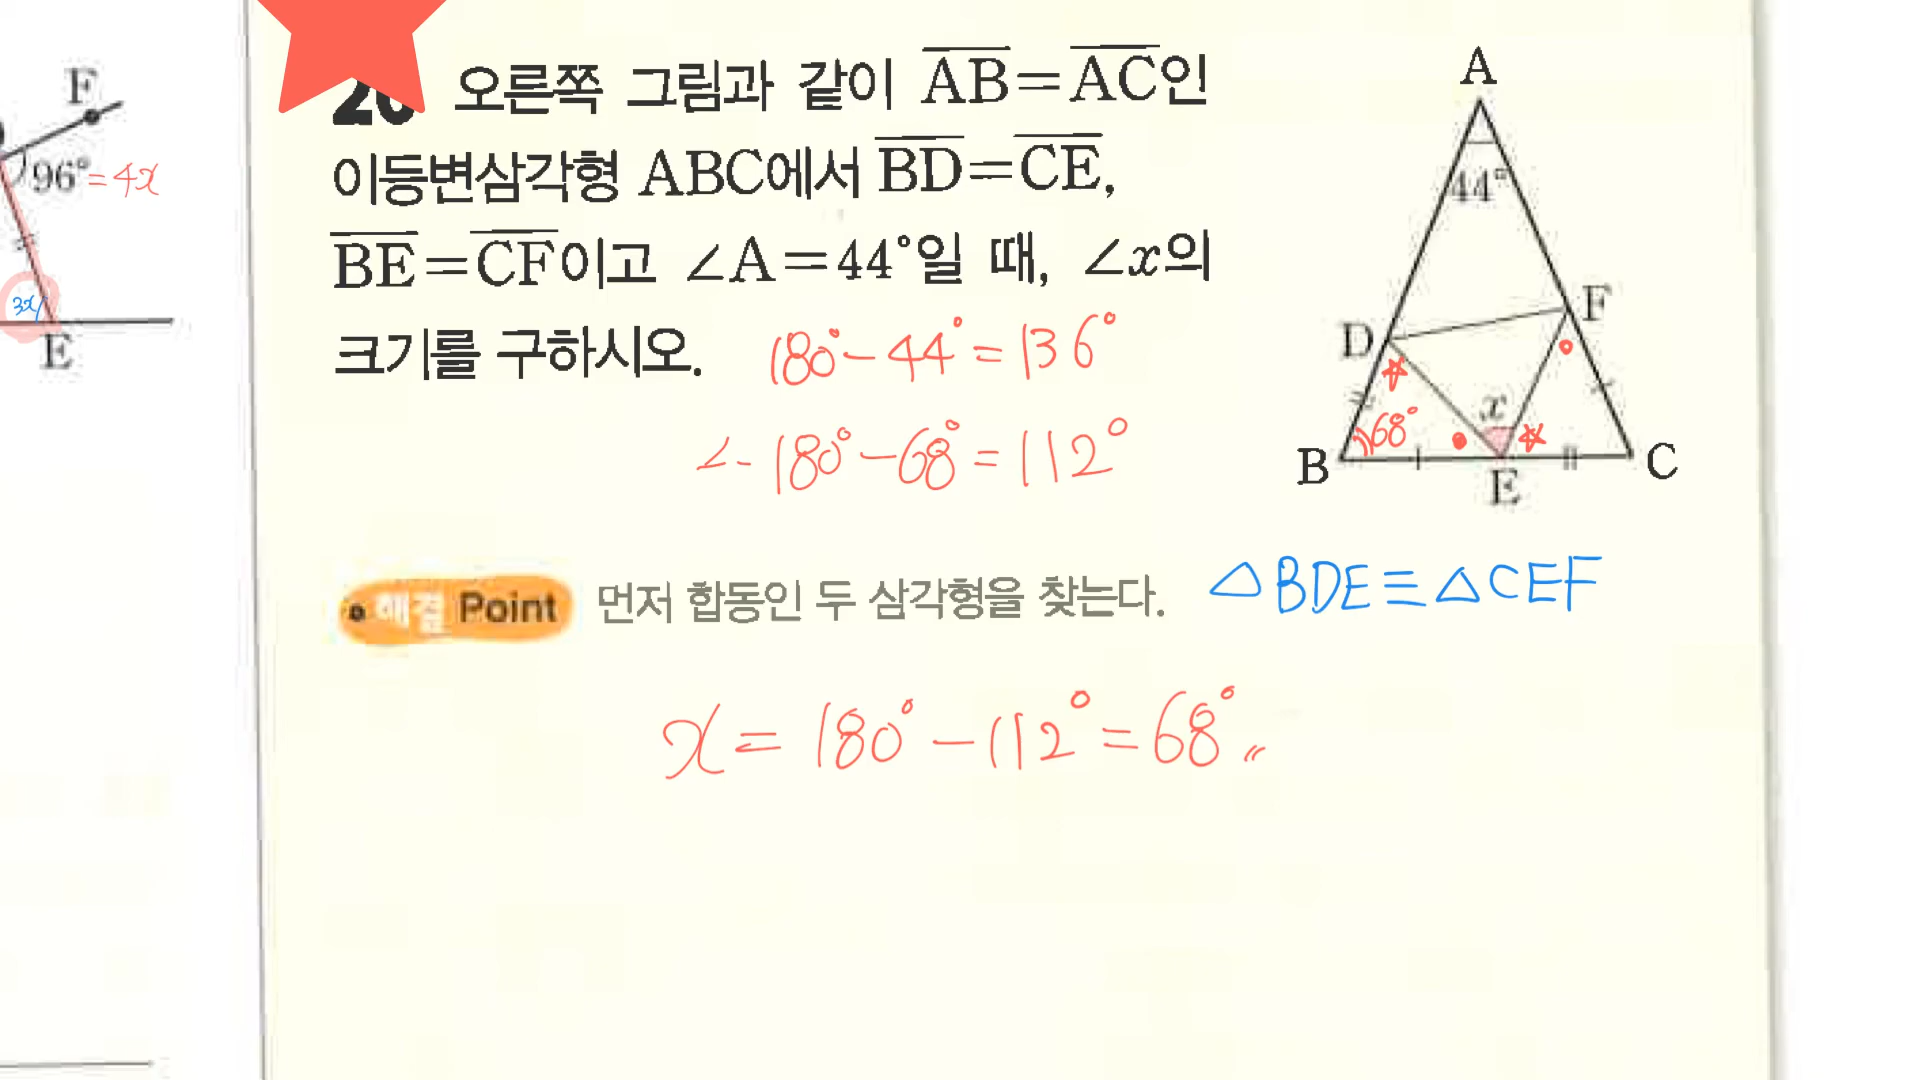 F
96°=4x
3x
E
오른쪽 그림과 같이 AB=AC인
이등변삼각형 ABC에서 BD=CE,
BE=CF이고 ∠A=44°일 때, ∠x의
크기를 구하시오.
180°-44°=136°
180°-68°=112°
A
44°
D
F
x
68°
B
E
C
해결 Point 먼저 합동인 두 삼각형을 찾는다.
△BDE≡△CEF
x=180°-112°=68°〃